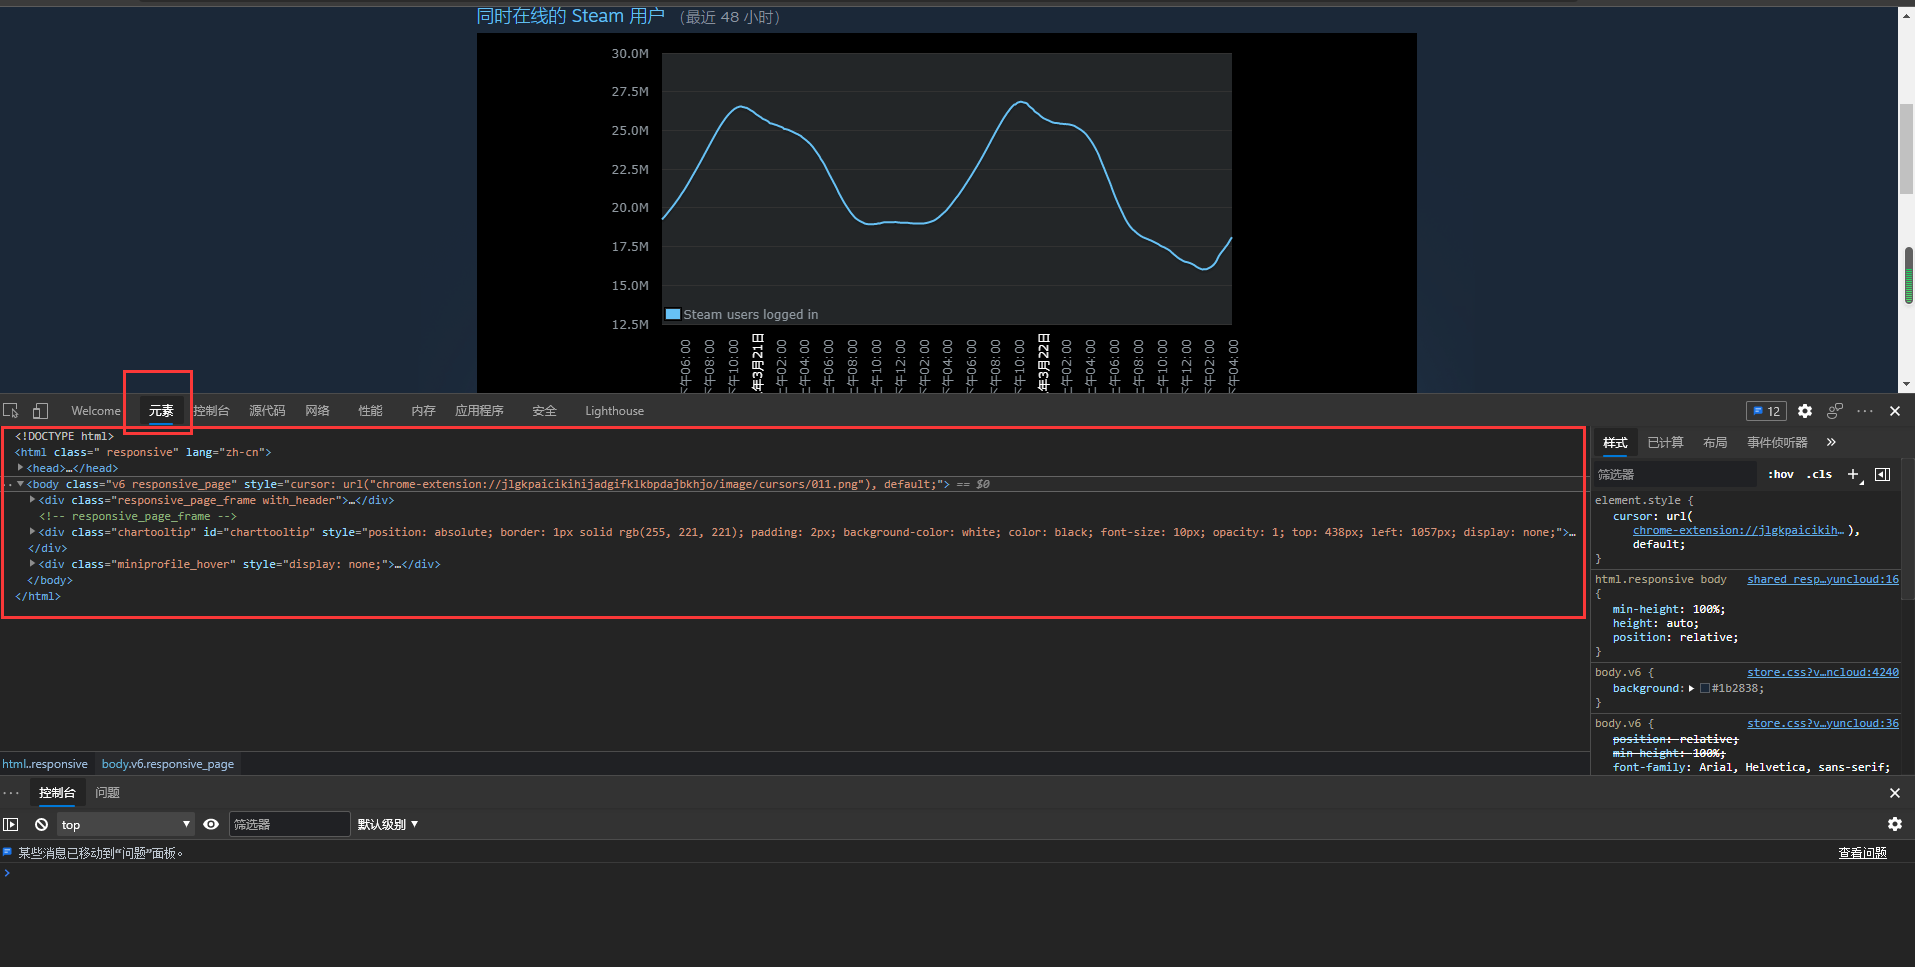 同时在线的 Steam 用户 (最近 48 小时)
30.0M
27.5M
25.0M
22.5M
20.0M
17.5M
15.0M
12.5M
Steam users logged in
午06:00
午08:00
午10:00
年3月21日
午02:00
午04:00
午06:00
午08:00
午10:00
午12:00
午02:00
午04:00
午06:00
午08:00
午10:00
年3月22日
午02:00
午04:00
午06:00
午08:00
午10:00
午12:00
午02:00
午04:00
Welcome 元素 控制台 源代码 网络 性能 内存 应用程序 安全 Lighthouse 12
<!DOCTYPE html>
<html class=" responsive" lang="zh-cn">
<head>…</head>
<body class="v6 responsive_page" style="cursor: url("chrome-extension://jlgkpaicikihijadgifklkbpdajbkhjo/image/cursors/011.png"), default;"> == $0
<div class="responsive_page_frame with_header">…</div>
<!-- responsive_page_frame -->
<div class="chartooltip" id="charttooltip" style="position: absolute; border: 1px solid rgb(255, 221, 221); padding: 2px; background-color: white; color: black; font-size: 10px; opacity: 1; top: 438px; left: 1057px; display: none;">…
</div>
<div class="miniprofile_hover" style="display: none;">…</div>
</body>
</html>
html..responsive body.v6.responsive_page
样式 已计算 布局 事件侦听器 »
筛选器 :hov .cls +
element.style {
cursor: url(
chrome-extension://jlgkpaicikih… ),
default;
}
html.responsive body shared_resp…yuncloud:16
{
min-height: 100%;
height: auto;
position: relative;
}
body.v6 { store.css?v…ncloud:4240
background: #1b2838;
}
body.v6 { store.css?v…yuncloud:36
position: relative;
min-height: 100%;
font-family: Arial, Helvetica, sans-serif;
… 控制台 问题
top 筛选器 默认级别
某些消息已移动到“问题”面板。 查看问题